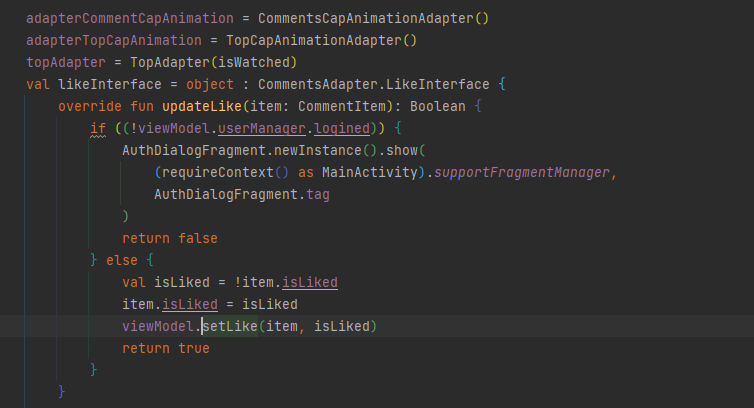 adapterCommentCapAnimation = CommentsCapAnimationAdapter()
adapterTopCapAnimation = TopCapAnimationAdapter()
topAdapter = TopAdapter(isWatched)
val likeInterface = object : CommentsAdapter.LikeInterface {
override fun updateLike(item: CommentItem): Boolean {
if ((!viewModel.userManager.logined)) {
AuthDialogFragment.newInstance().show(
(requireContext() as MainActivity).supportFragmentManager,
AuthDialogFragment.tag
)
return false
} else {
val isLiked = !item.isLiked
item.isLiked = isLiked
viewModel.setLike(item, isLiked)
return true
}
}